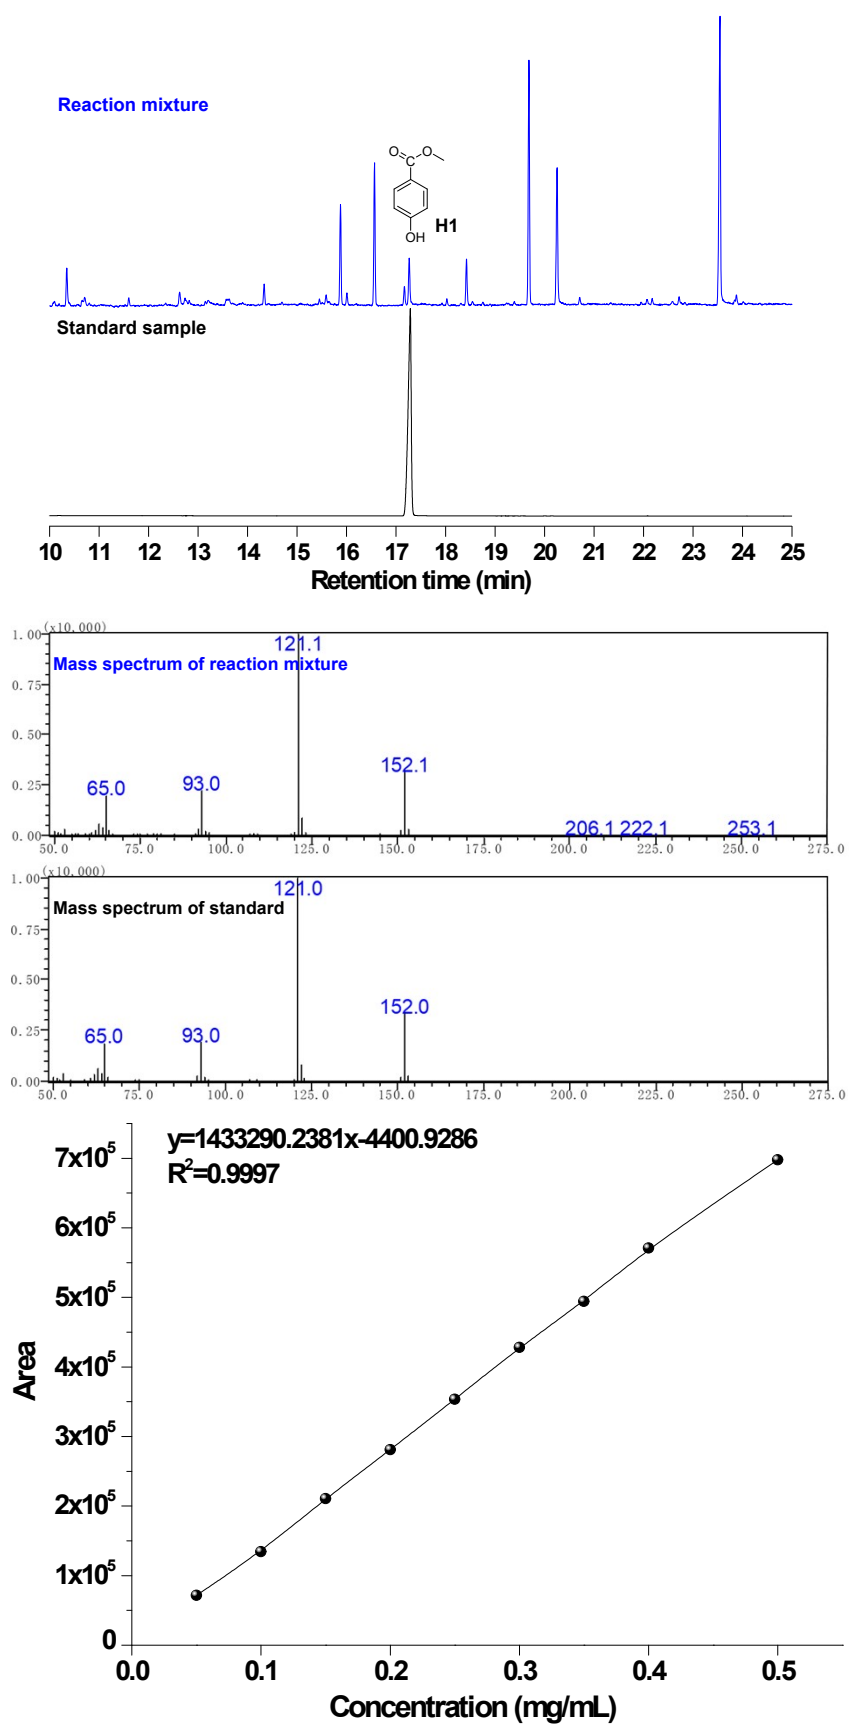 Reaction mixture
O
O
C
H1
OH
Standard sample
10 11 12 13 14 15 16 17 18 19 20 21 22 23 24 25
Retention time (min)
(x10,000)
1.00
121.1
Mass spectrum of reaction mixture
0.75
0.50
152.1
0.25
65.0
93.0
206.1 222.1 253.1
0.00
50.0 75.0 100.0 125.0 150.0 175.0 200.0 225.0 250.0 275.0
(x10,000)
1.00
121.0
Mass spectrum of standard
0.75
0.50
152.0
0.25
65.0
93.0
0.00
50.0 75.0 100.0 125.0 150.0 175.0 200.0 225.0 250.0 275.0
y=1433290.2381x-4400.9286
R²=0.9997
7x10⁵
6x10⁵
5x10⁵
4x10⁵
3x10⁵
2x10⁵
1x10⁵
0
Area
0.0 0.1 0.2 0.3 0.4 0.5
Concentration (mg/mL)